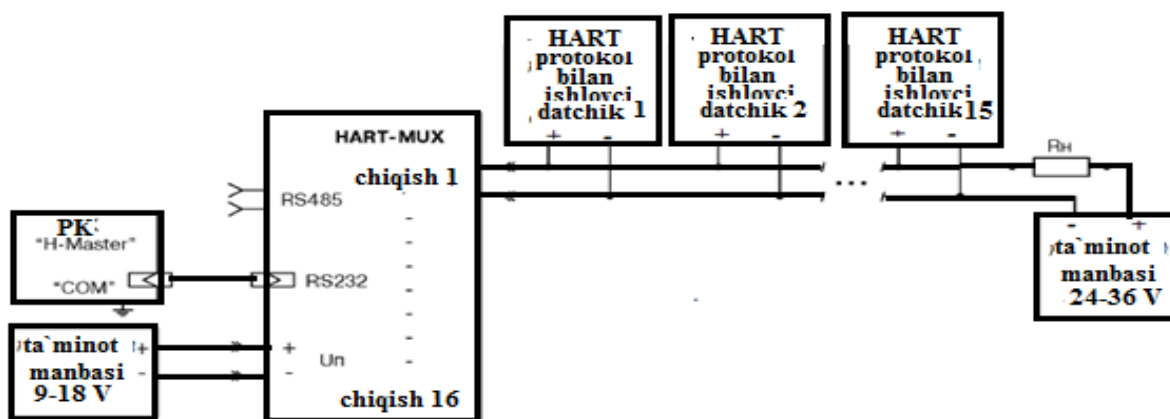 HART
protokol
bilan
ishlovci
datchik 1
+ -
HART
protokol
bilan
ishlovci
datchik 2
+ -
HART
protokol
bilan
ishlovci
datchik 15
+ -
HART-MUX
chiqish 1
RS485
RS232
+
Un
-
chiqish 16
PK
"H-Master"
"COM"
ta`minot +
manbasi -
9-18 V
...
RH
- +
ta`minot
manbasi
24-36 V